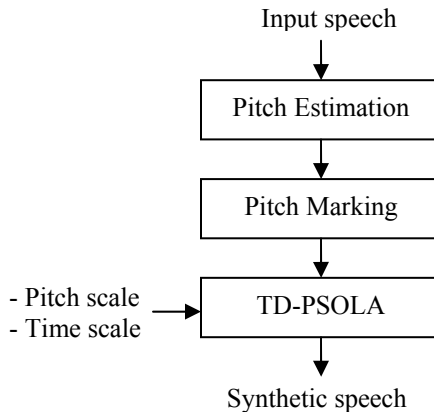 Input speech
Pitch Estimation
Pitch Marking
- Pitch scale
- Time scale
TD-PSOLA
Synthetic speech